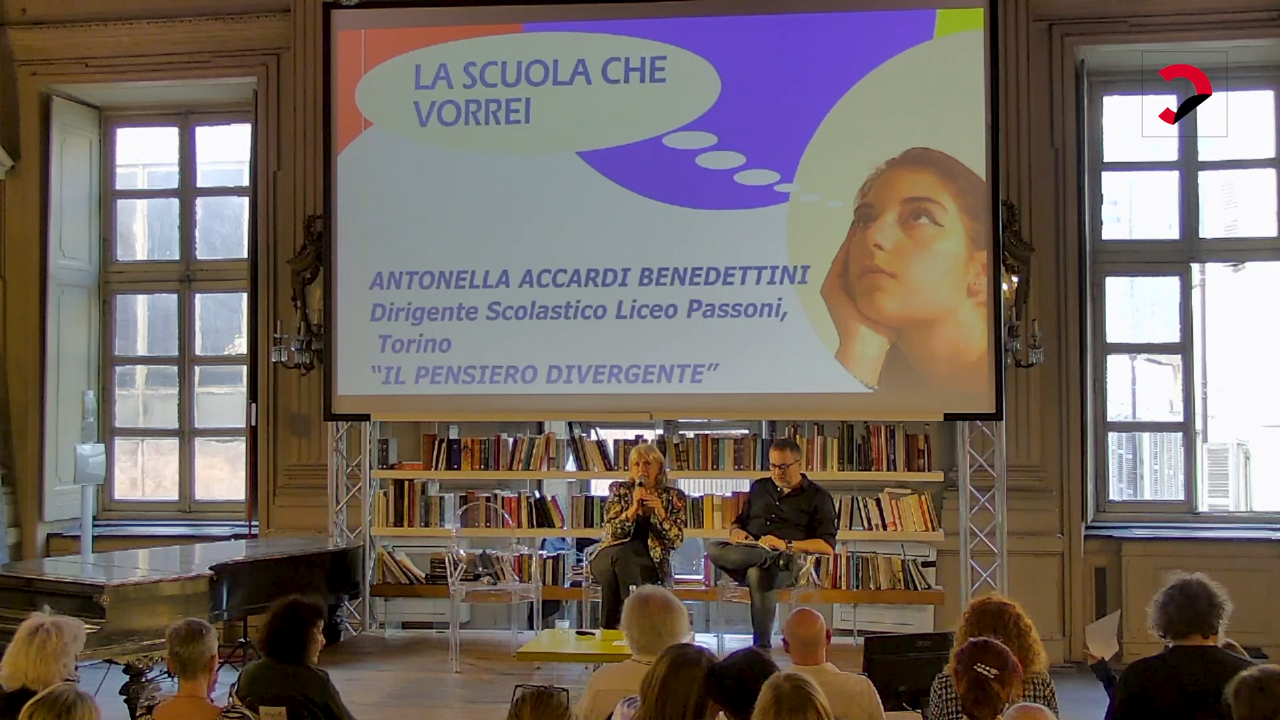 LA SCUOLA CHE
VORREI
ANTONELLA ACCARDI BENEDETTINI
Dirigente Scolastico Liceo Passoni,
Torino
“IL PENSIERO DIVERGENTE”